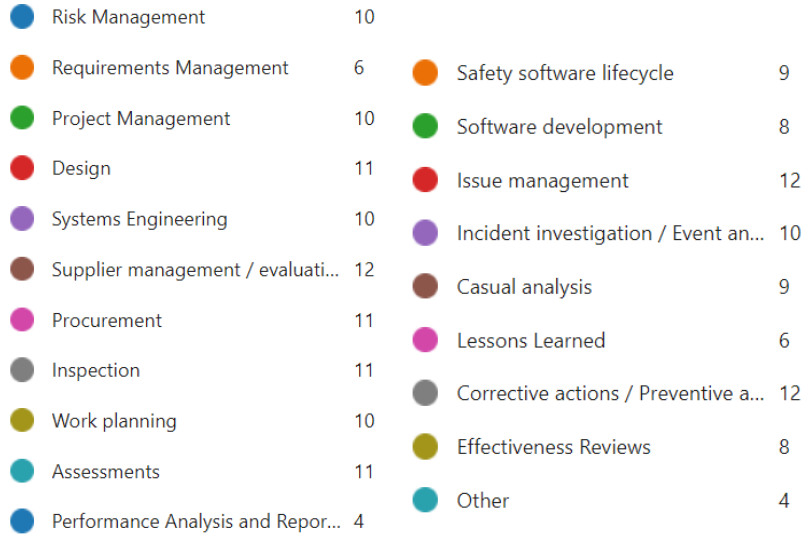 Risk Management 10
Requirements Management 6
Project Management 10
Design 11
Systems Engineering 10
Supplier management / evaluati... 12
Procurement 11
Inspection 11
Work planning 10
Assessments 11
Performance Analysis and Repor... 4
Safety software lifecycle 9
Software development 8
Issue management 12
Incident investigation / Event an... 10
Casual analysis 9
Lessons Learned 6
Corrective actions / Preventive a... 12
Effectiveness Reviews 8
Other 4